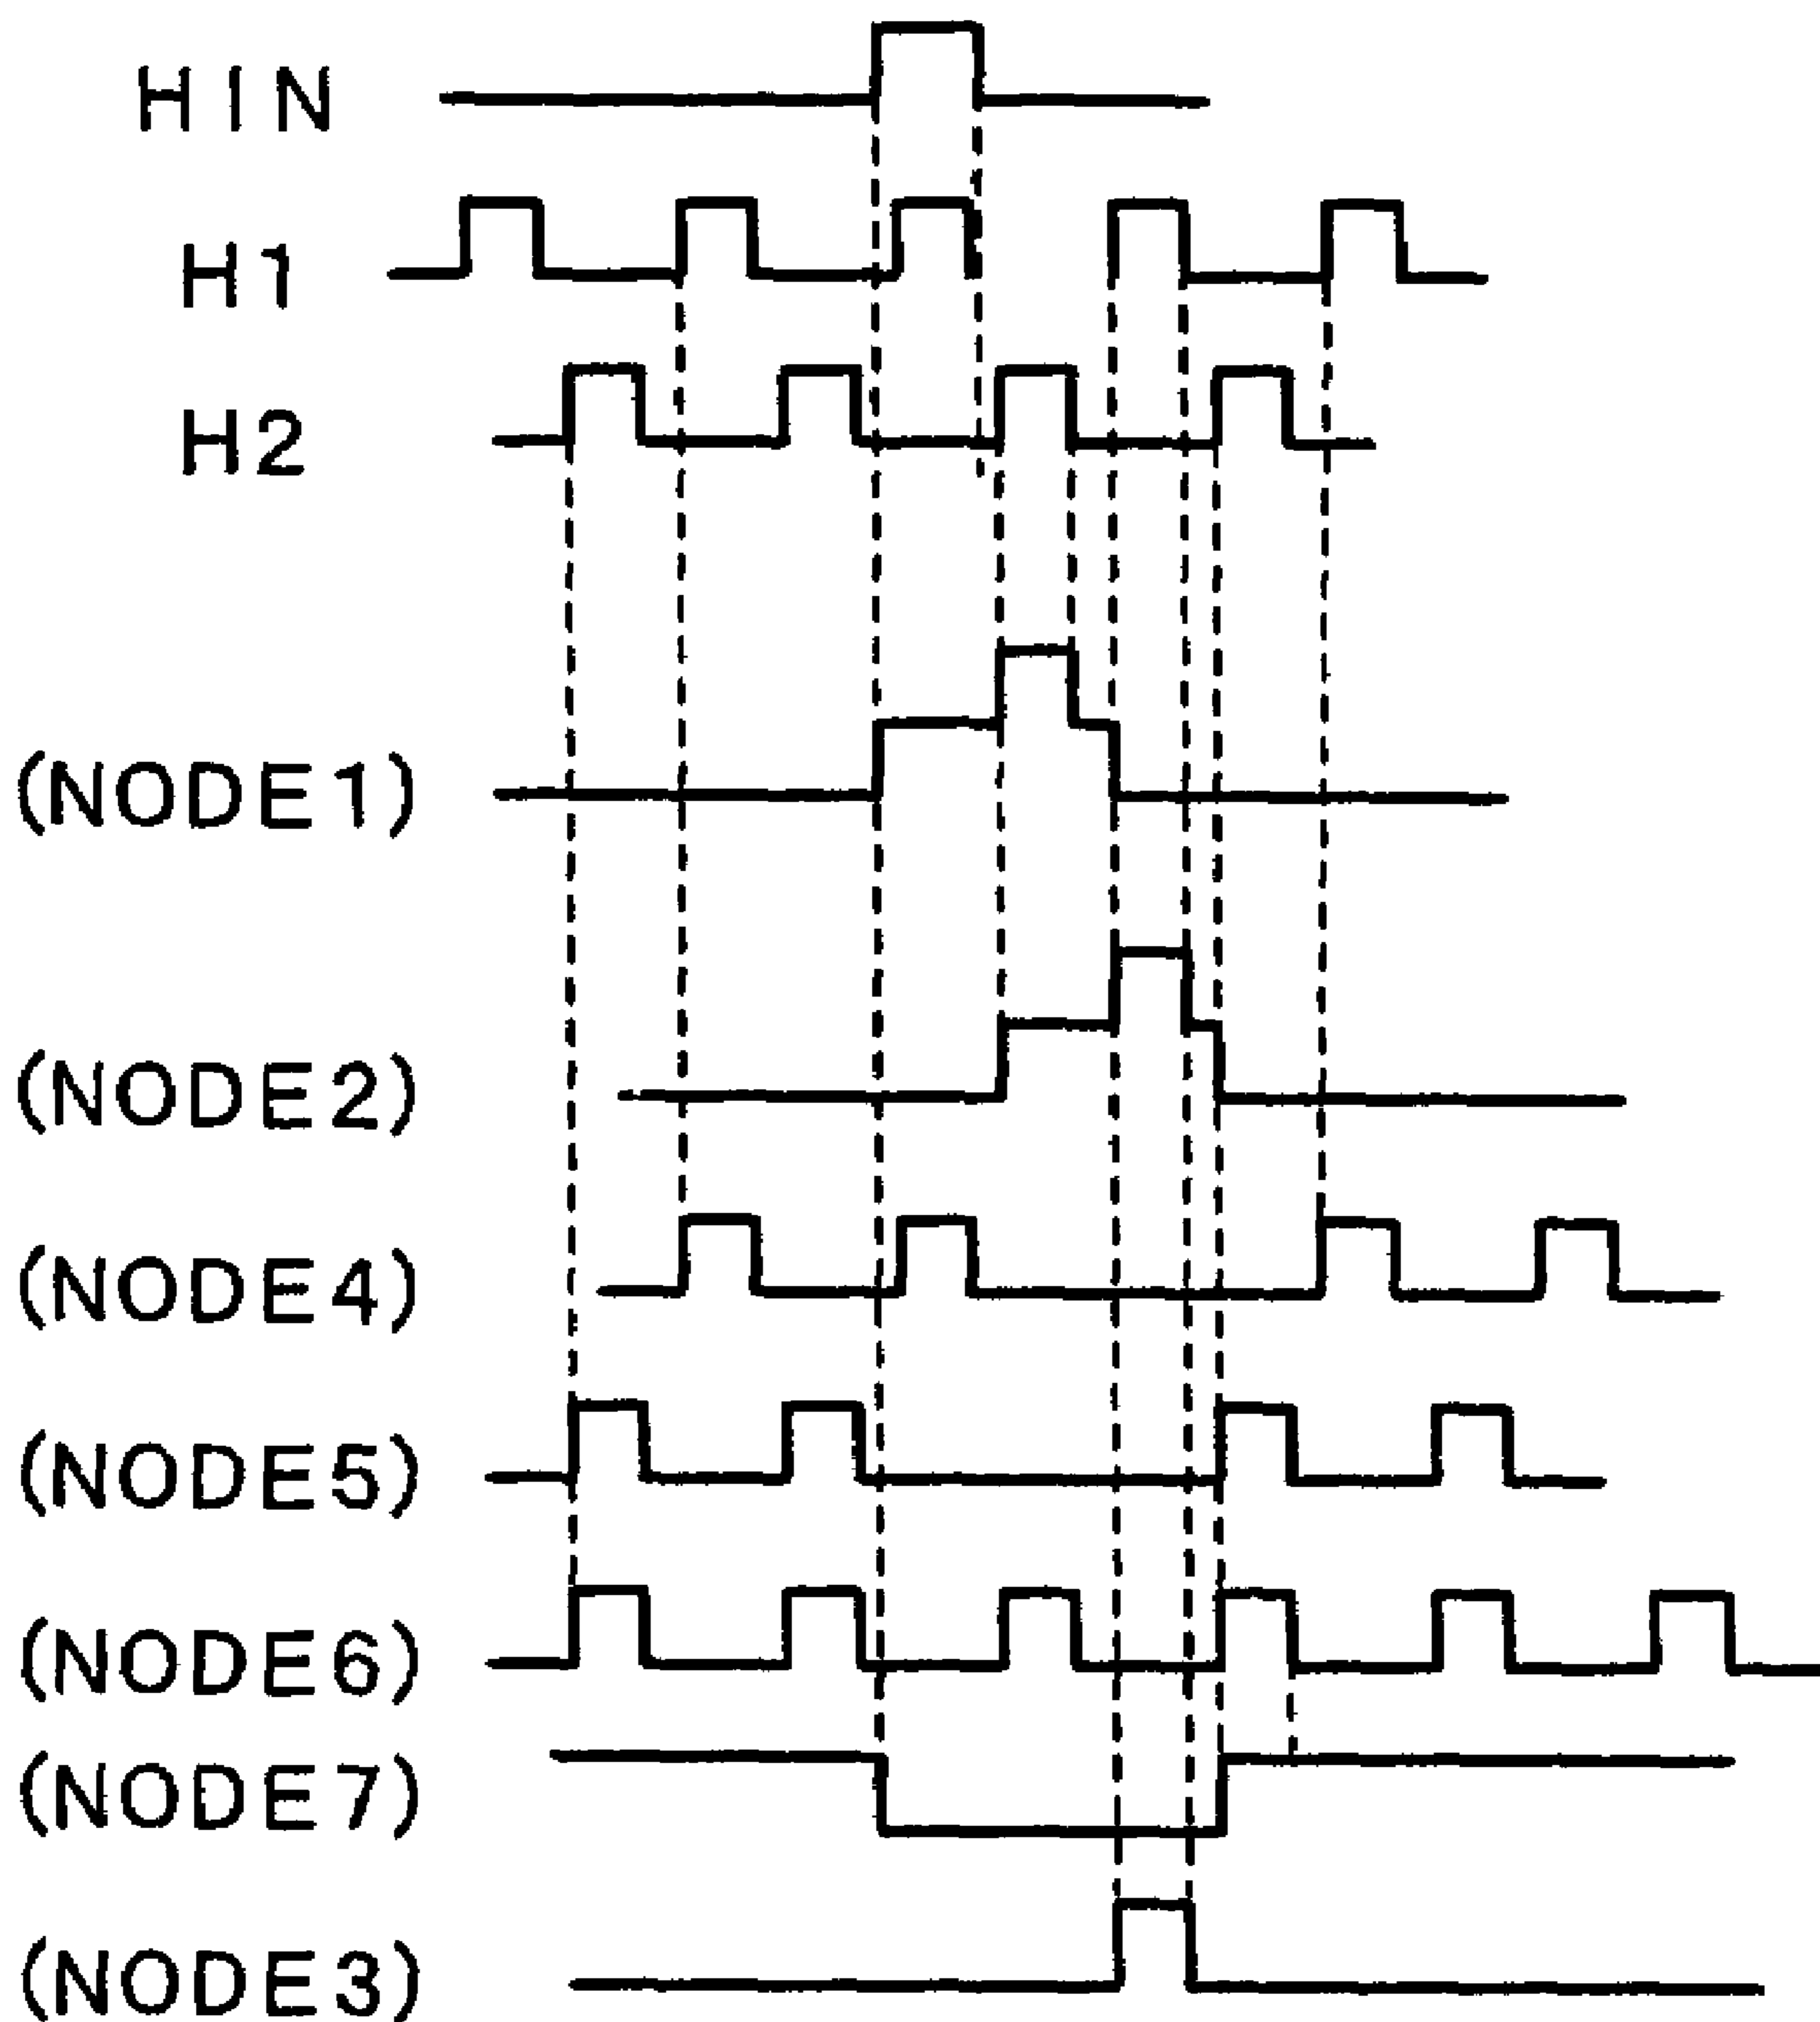 HIN
H1
H2
(NODE1)
(NODE2)
(NODE4)
(NODE5)
(NODE6)
(NODE7)
(NODE3)